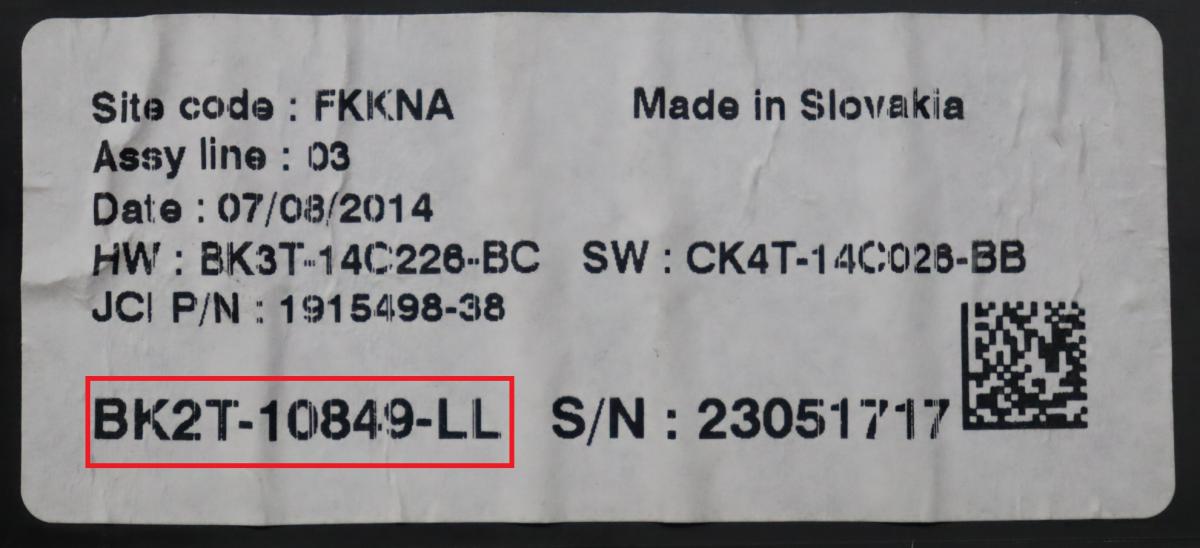 Site code : FKKNA Made in Slovakia
Assy line : 03
Date : 07/08/2014
HW : BK3T-14C226-BC SW : CK4T-14C026-BB
JCI P/N : 1915498-38
BK2T-10849-LL S/N : 23051717